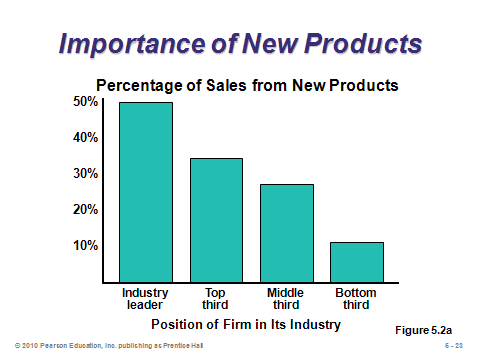 Importance of New Products
Percentage of Sales from New Products
50%
40%
30%
20%
10%
Industry leader
Top third
Middle third
Bottom third
Position of Firm in Its Industry
Figure 5.2a
© 2010 Pearson Education, Inc. publishing as Prentice Hall
5 - 23